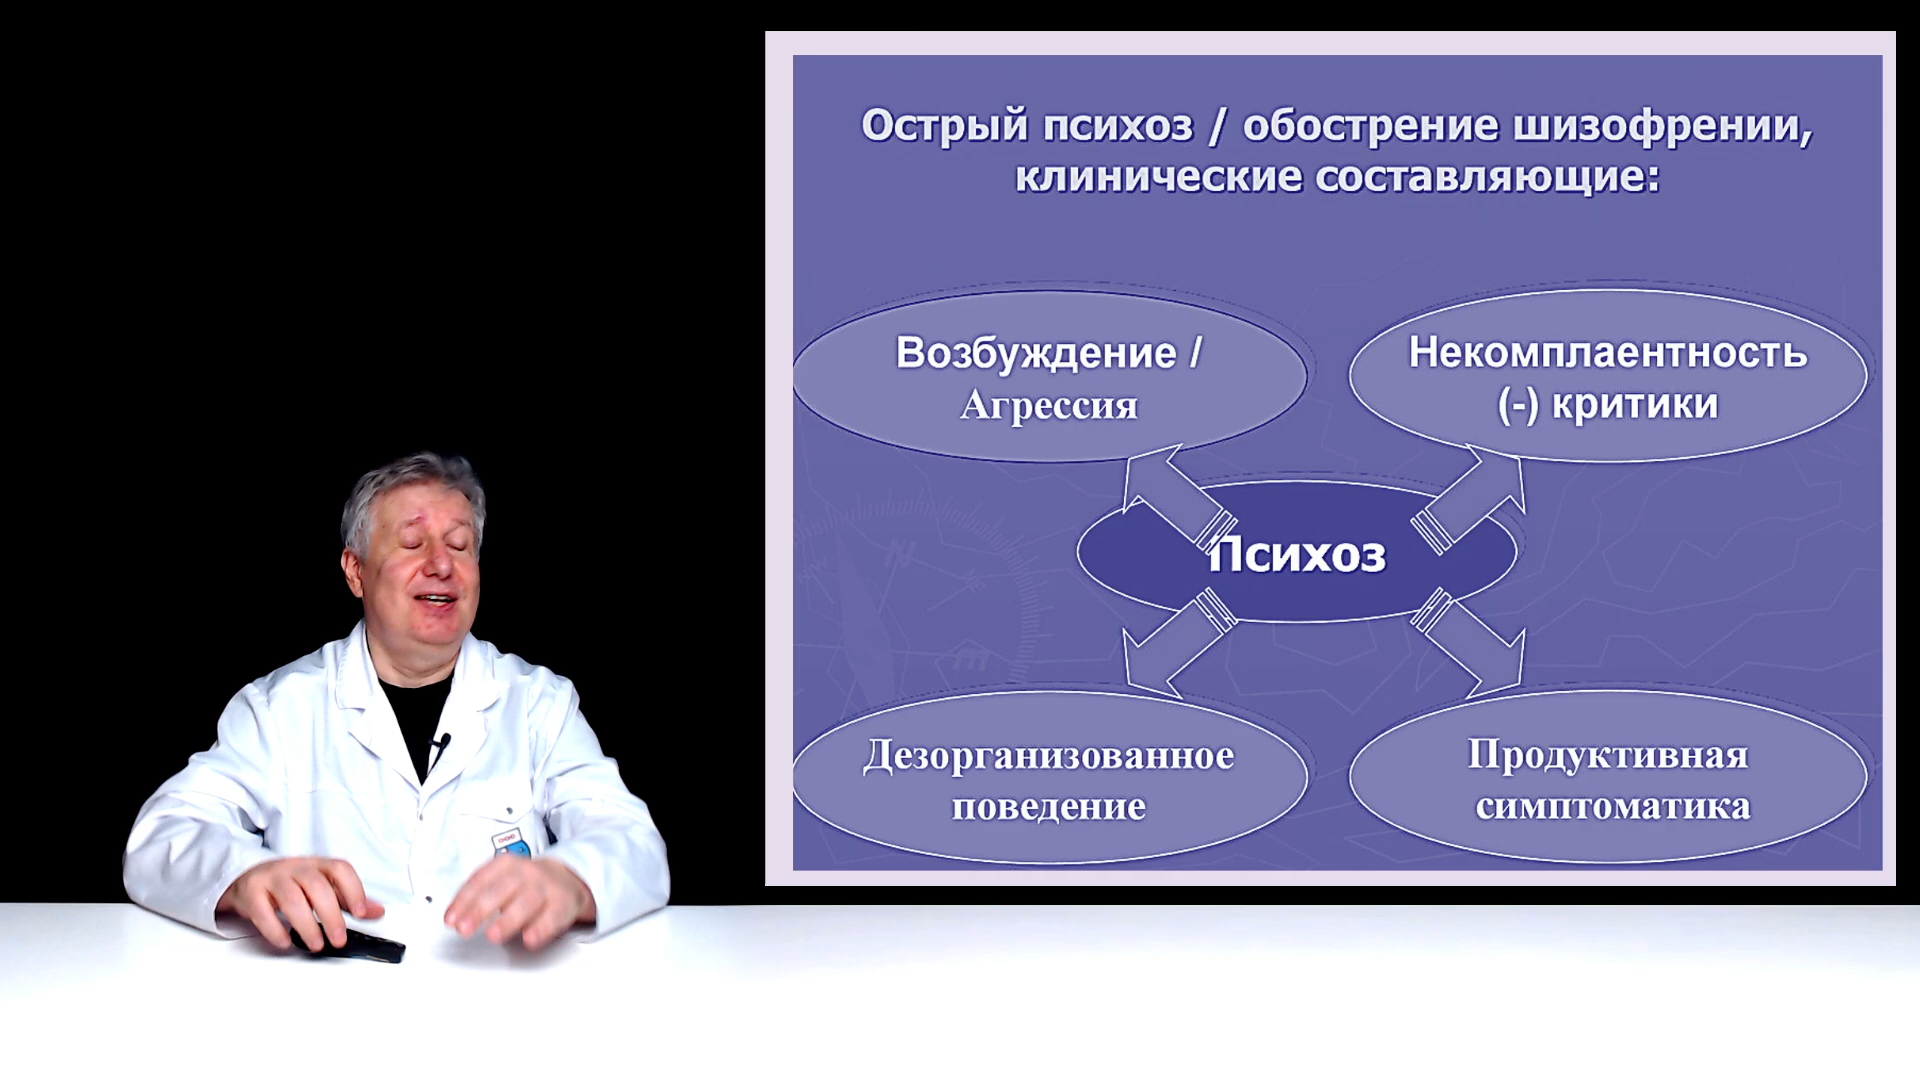 Острый психоз / обострение шизофрении,
клинические составляющие:
Возбуждение /
Агрессия
Некомплаентность
(-) критики
Психоз
Дезорганизованное
поведение
Продуктивная
симптоматика